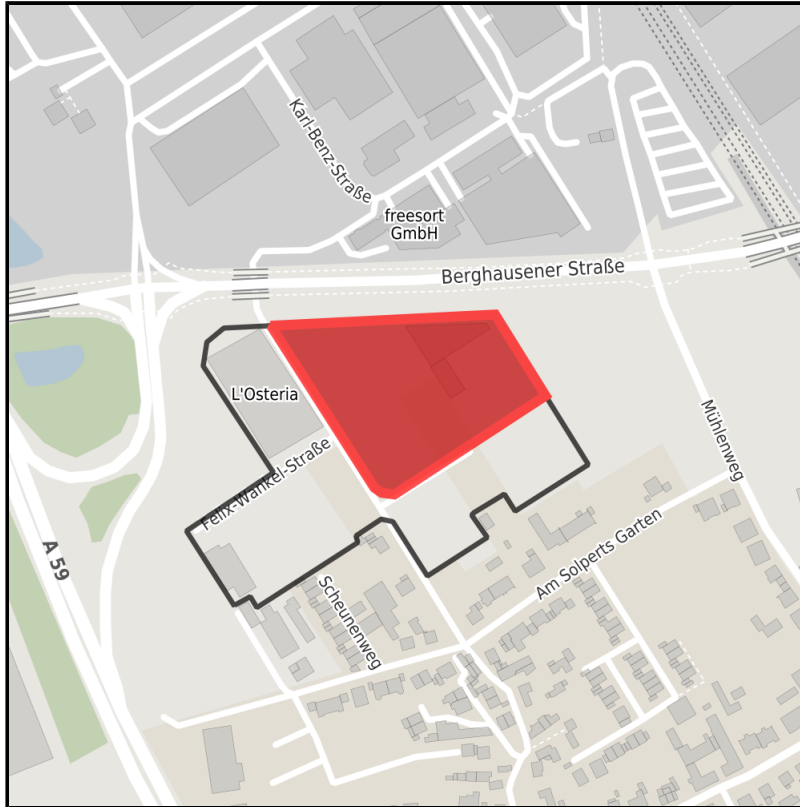 Karl-Benz-Straße
freesort
GmbH
Berghausener Straße
L'Osteria
Mühlenweg
Felix-Wankel-Straße
A 59
Am Solperts Garten
Scheunenweg